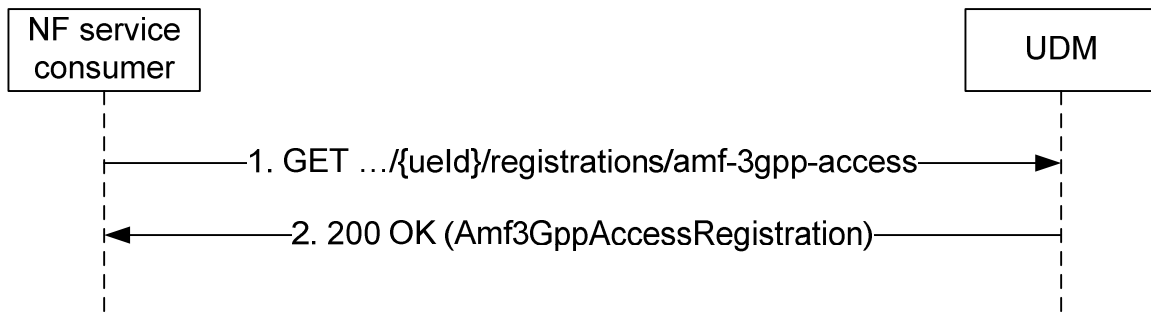 NF service
consumer
UDM
1. GET …/{ueId}/registrations/amf-3gpp-access
2. 200 OK (Amf3GppAccessRegistration)